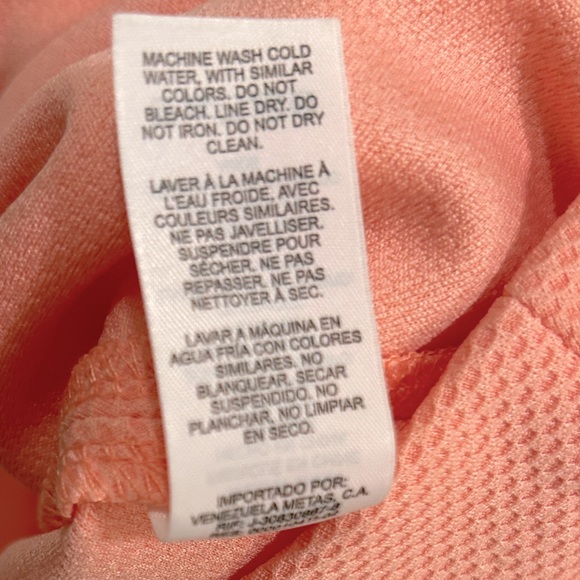 MACHINE WASH COLD
WATER, WITH SIMILAR
COLORS. DO NOT
BLEACH. LINE DRY. DO
NOT IRON. DO NOT DRY
CLEAN.
LAVER À LA MACHINE À
L'EAU FROIDE, AVEC
COULEURS SIMILAIRES.
NE PAS JAVELLISER.
SUSPENDRE POUR
SÉCHER. NE PAS
REPASSER. NE PAS
NETTOYER À SEC.
LAVAR A MÁQUINA EN
AGUA FRÍA CON COLORES
SIMILARES. NO
BLANQUEAR. SECAR
SUSPENDIDO. NO
PLANCHAR. NO LIMPIAR
EN SECO.
IMPORTADO POR:
VENEZUELA METAS, C.A.
RIF: J-30830867-9